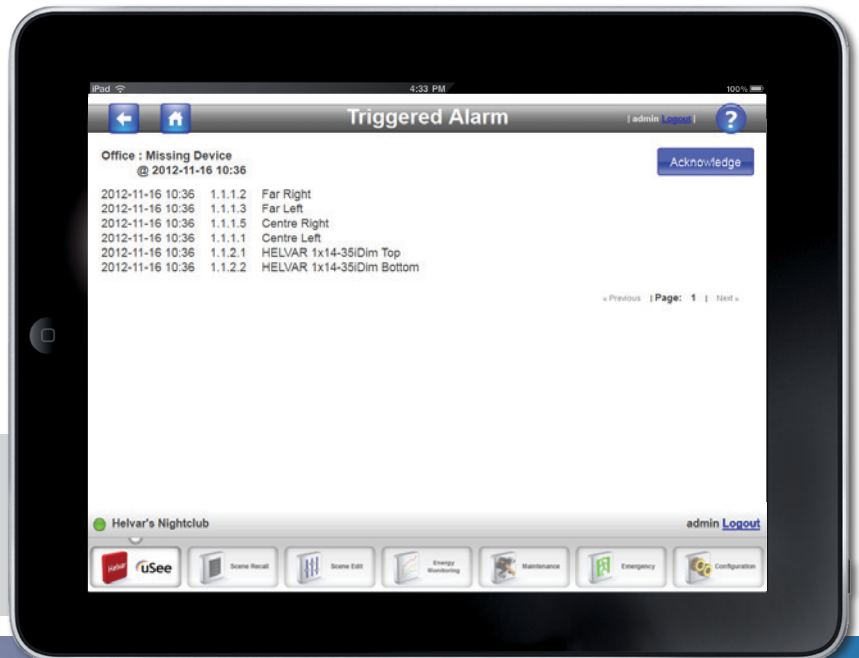 iPad 4:33 PM 100%
Triggered Alarm | admin Logout | ?
Office : Missing Device
@ 2012-11-16 10:36
Acknowledge
2012-11-16 10:36 1.1.1.2 Far Right
2012-11-16 10:36 1.1.1.3 Far Left
2012-11-16 10:36 1.1.1.5 Centre Right
2012-11-16 10:36 1.1.1.1 Centre Left
2012-11-16 10:36 1.1.2.1 HELVAR 1x14-35iDim Top
2012-11-16 10:36 1.1.2.2 HELVAR 1x14-35iDim Bottom
« Previous | Page: 1 | Next »
Helvar's Nightclub admin Logout
Helvar uSee Scene Recall Scene Edit Energy Monitoring Maintenance Emergency Configuration